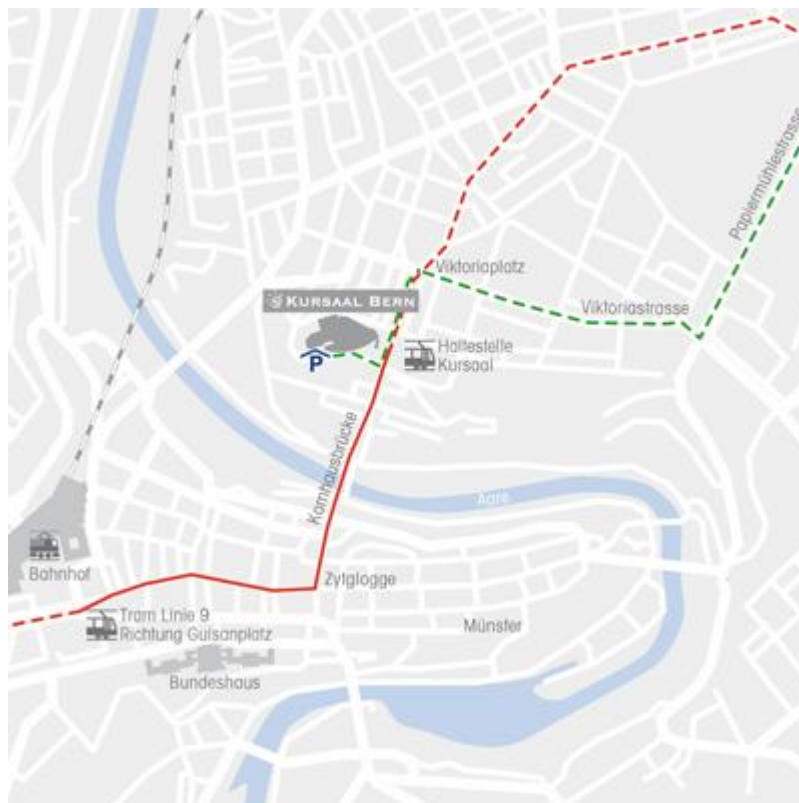 Papiermühlestrasse
Viktoriaplatz
KURSAAL BERN
Viktoriastrasse
Haltestelle
Kursaal
P
Kornhausbrücke
Aare
Bahnhof
Zytglogge
Tram Linie 9
Richtung Guisanplatz
Münster
Bundeshaus